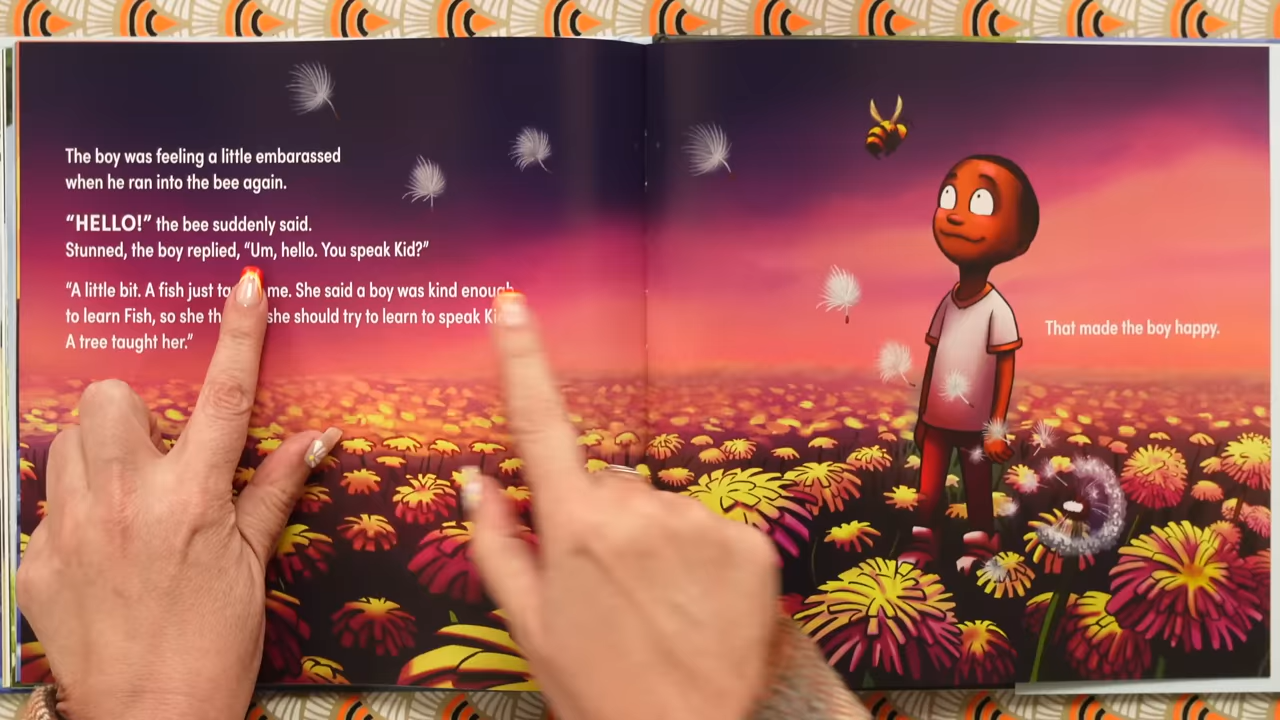 The boy was feeling a little embarassed
when he ran into the bee again.
“HELLO!” the bee suddenly said.
Stunned, the boy replied, “Um, hello. You speak Kid?”
“A little bit. A fish just me. She said a boy was kind enough
to learn Fish, so she she should try to learn to speak
A tree taught her.”
That made the boy happy.